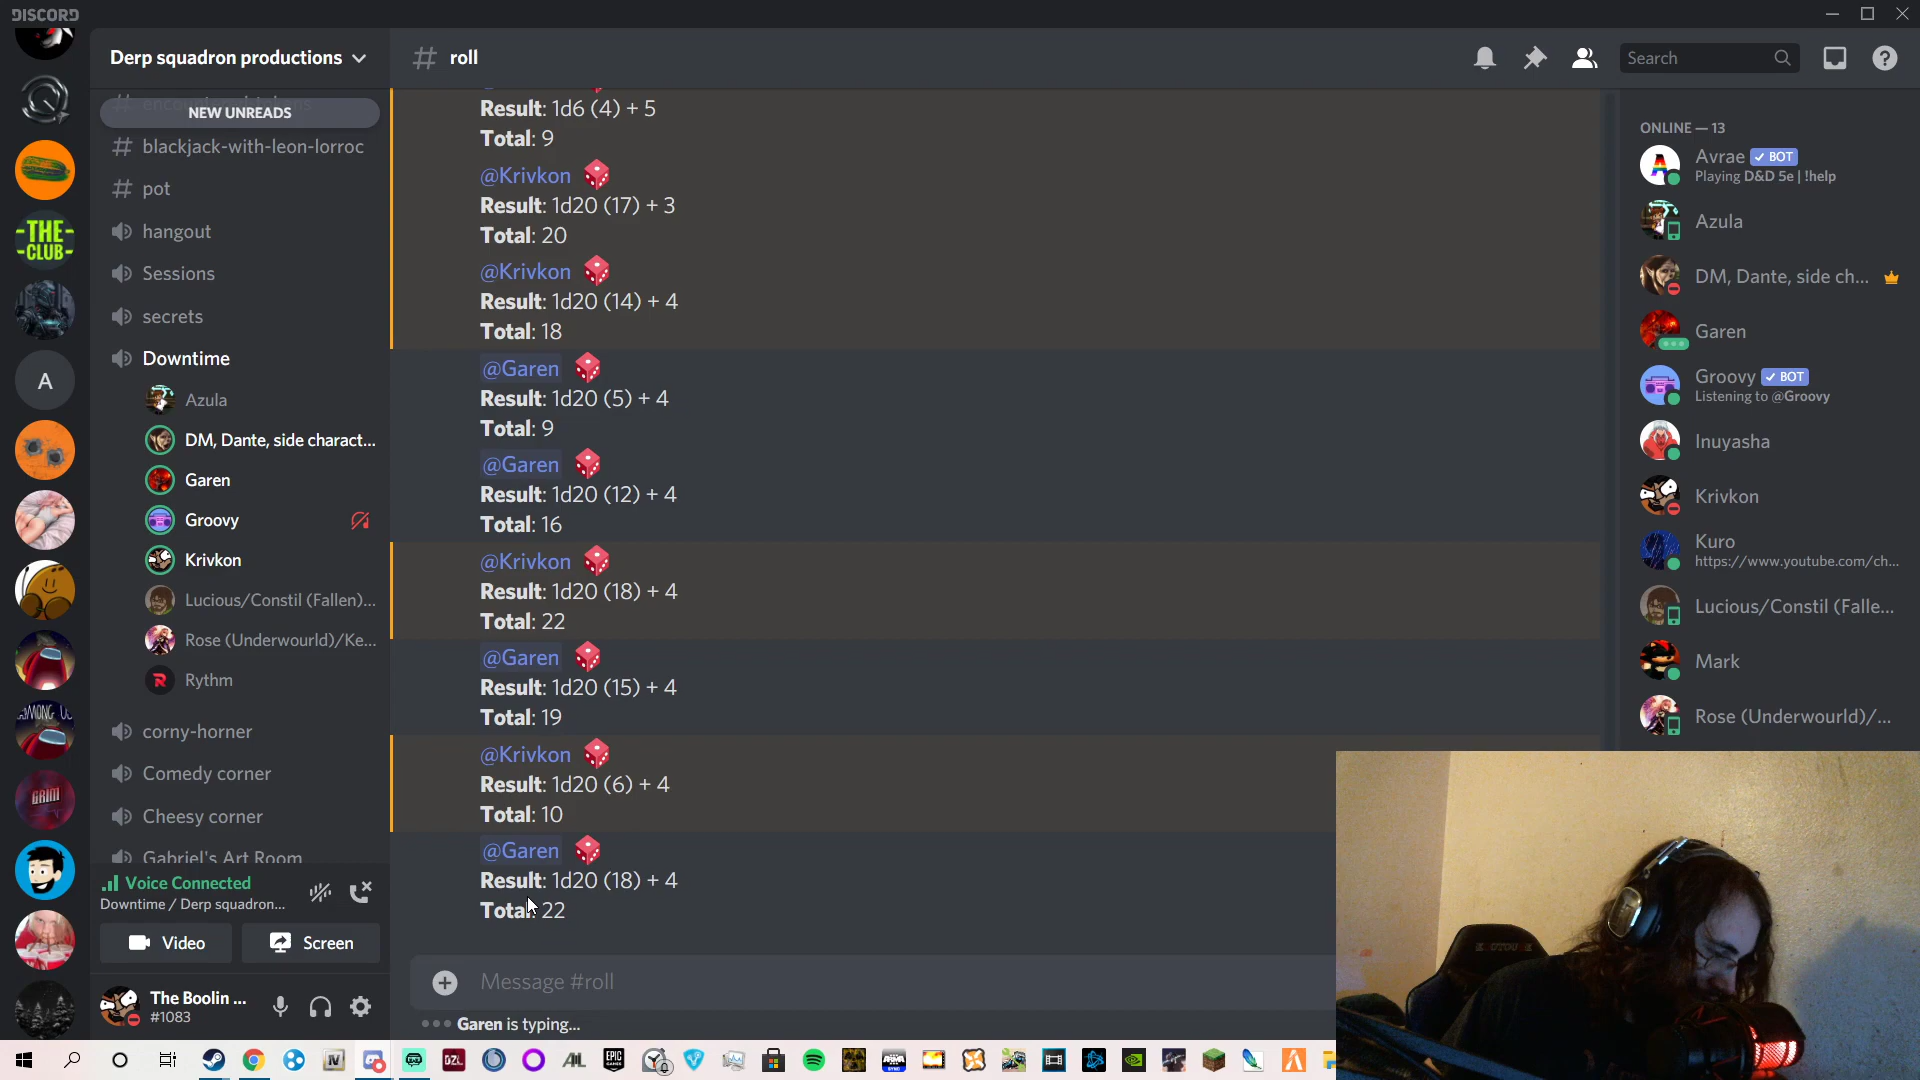 DISCORD
Derp squadron productions
NEW UNREADS
blackjack-with-leon-lorroc
pot
hangout
Sessions
secrets
Downtime
Azula
DM, Dante, side charact...
Garen
Groovy
Krivkon
Lucious/Constil (Fallen)...
Rose (Underwourld)/Ke...
Rythm
corny-horner
Comedy corner
Cheesy corner
Gabriel's Art Room
Voice Connected
Downtime / Derp squadron...
Video
Screen
The Boolin ...
#1083
THE
CLUB
A
AMONG US
GRIM
# roll
Result: 1d6 (4) + 5
Total: 9
@Krivkon
Result: 1d20 (17) + 3
Total: 20
@Krivkon
Result: 1d20 (14) + 4
Total: 18
@Garen
Result: 1d20 (5) + 4
Total: 9
@Garen
Result: 1d20 (12) + 4
Total: 16
@Krivkon
Result: 1d20 (18) + 4
Total: 22
@Garen
Result: 1d20 (15) + 4
Total: 19
@Krivkon
Result: 1d20 (6) + 4
Total: 10
@Garen
Result: 1d20 (18) + 4
Total: 22
Message #roll
Garen is typing...
Search
ONLINE — 13
Avrae BOT
Playing D&D 5e | !help
Azula
DM, Dante, side ch...
Garen
Groovy BOT
Listening to @Groovy
Inuyasha
Krivkon
Kuro
https://www.youtube.com/ch...
Lucious/Constil (Falle...
Mark
Rose (Underwourld)/...